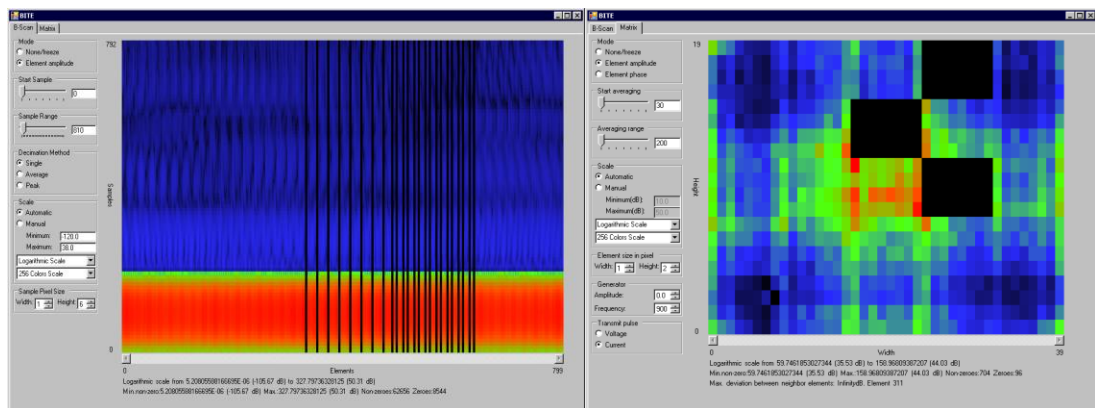 BITE
B-Scan Matrix
Mode
None/freeze
Element amplitude
Start Sample
0
Sample Range
810
Decimation Method
Single
Average
Peak
Scale
Automatic
Manual
Minimum: -120.0
Maximum: 38.0
Logarithmic Scale
256 Colors Scale
Sample Pixel Size
Width: 1 Height: 6
792
Samples
0
0 Elements 799
Logarithmic scale from 5.20805588166695E-06 (-105.67 dB) to 327.79736328125 (50.31 dB)
Min.non-zero:5.20805588166695E-06 (-105.67 dB) Max.:327.79736328125 (50.31 dB) Non-zeroes:62656 Zeroes:8544
BITE
B-Scan Matrix
Mode
None/freeze
Element amplitude
Element phase
Start averaging
30
Averaging range
200
Scale
Automatic
Manual
Minimum(dB):
Maximum(dB):
Logarithmic Scale
256 Colors Scale
Element size in pixel
Width: 1 Height: 2
Generator
Amplitude: 0.0
Frequency: 900
Transmit pulse
Voltage
Current
19
Height
0
0 Width 39
Logarithmic scale from 59.7461853027344 (35.53 dB) to 158.96809387207 (44.03 dB)
Min.non-zero:59.7461853027344 (35.53 dB) Max.:158.96809387207 (44.03 dB) Non-zeroes:704 Zeroes:96
Max. deviation between neighbor elements: InfinitydB. Element 311